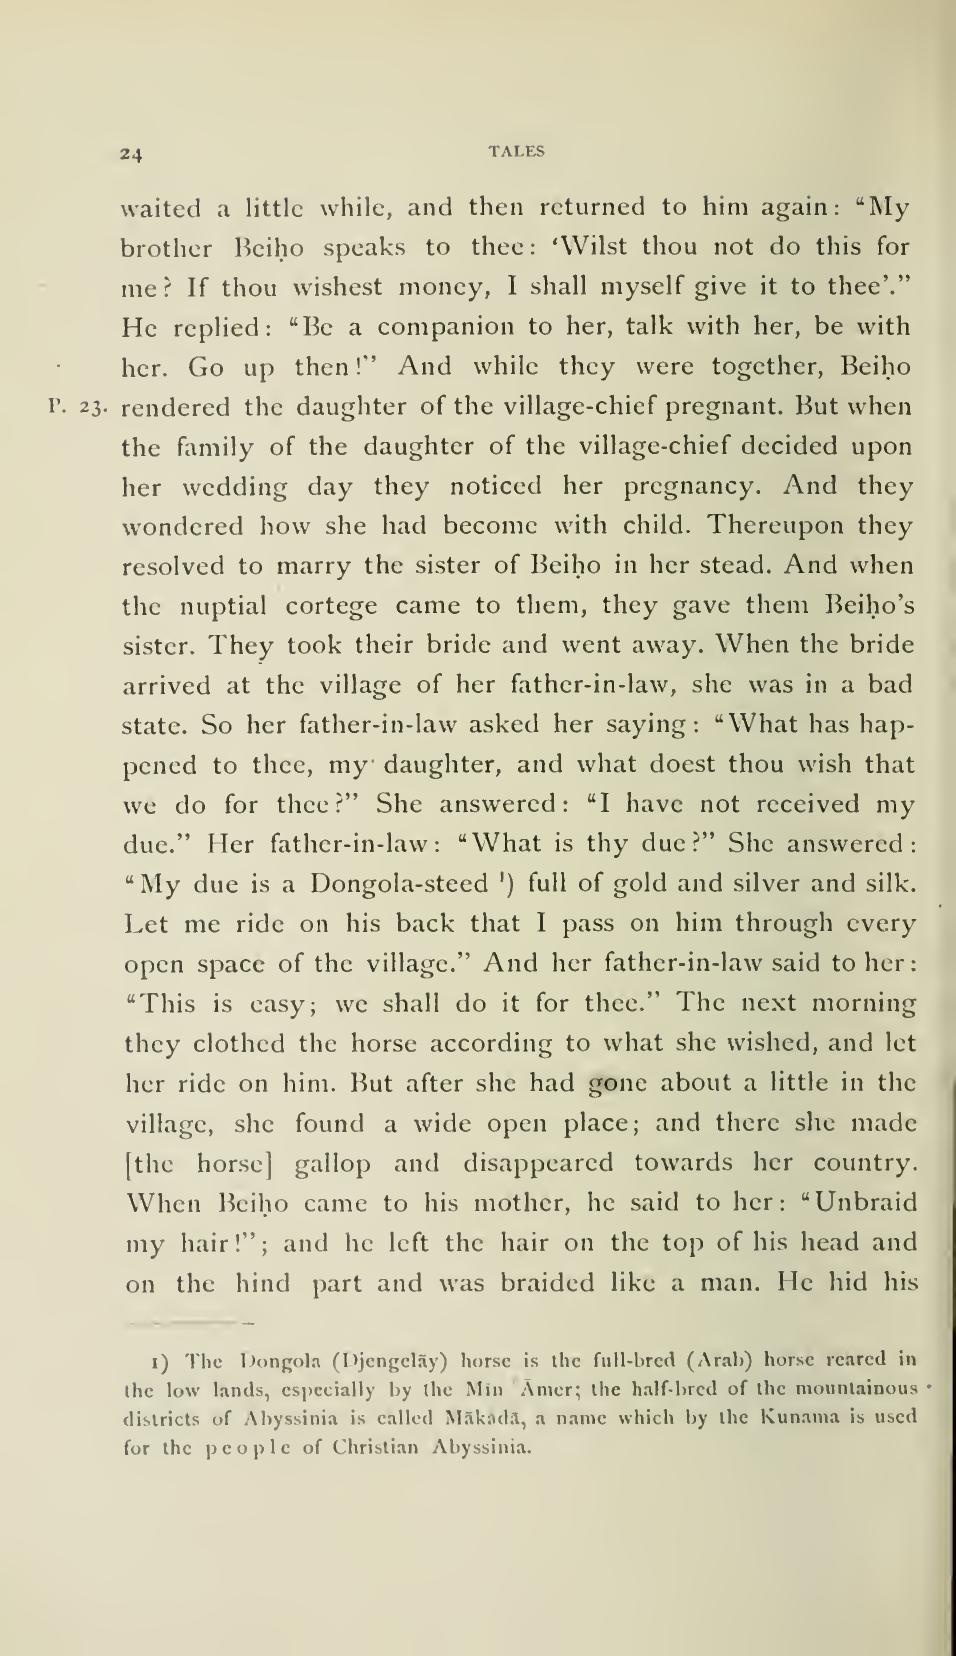 24 TALES
waited a little while, and then returned to him again: “My
brother Beiḥo speaks to thee: ‘Wilst thou not do this for
me? If thou wishest money, I shall myself give it to thee’.”
He replied: “Be a companion to her, talk with her, be with
her. Go up then!” And while they were together, Beiḥo
P. 23. rendered the daughter of the village-chief pregnant. But when
the family of the daughter of the village-chief decided upon
her wedding day they noticed her pregnancy. And they
wondered how she had become with child. Thereupon they
resolved to marry the sister of Beiḥo in her stead. And when
the nuptial cortege came to them, they gave them Beiḥo’s
sister. They took their bride and went away. When the bride
arrived at the village of her father-in-law, she was in a bad
state. So her father-in-law asked her saying: “What has hap-
pened to thee, my daughter, and what doest thou wish that
we do for thee?” She answered: “I have not received my
due.” Her father-in-law: “What is thy due?” She answered:
“My due is a Dongola-steed ¹) full of gold and silver and silk.
Let me ride on his back that I pass on him through every
open space of the village.” And her father-in-law said to her:
“This is easy; we shall do it for thee.” The next morning
they clothed the horse according to what she wished, and let
her ride on him. But after she had gone about a little in the
village, she found a wide open place; and there she made
[the horse] gallop and disappeared towards her country.
When Beiḥo came to his mother, he said to her: “Unbraid
my hair!”; and he left the hair on the top of his head and
on the hind part and was braided like a man. He hid his
1) The Dongola (Djengelāy) horse is the full-bred (Arab) horse reared in
the low lands, especially by the Min ʿĀmer; the half-bred of the mountainous
districts of Abyssinia is called Mākādā, a name which by the Kunama is used
for the people of Christian Abyssinia.